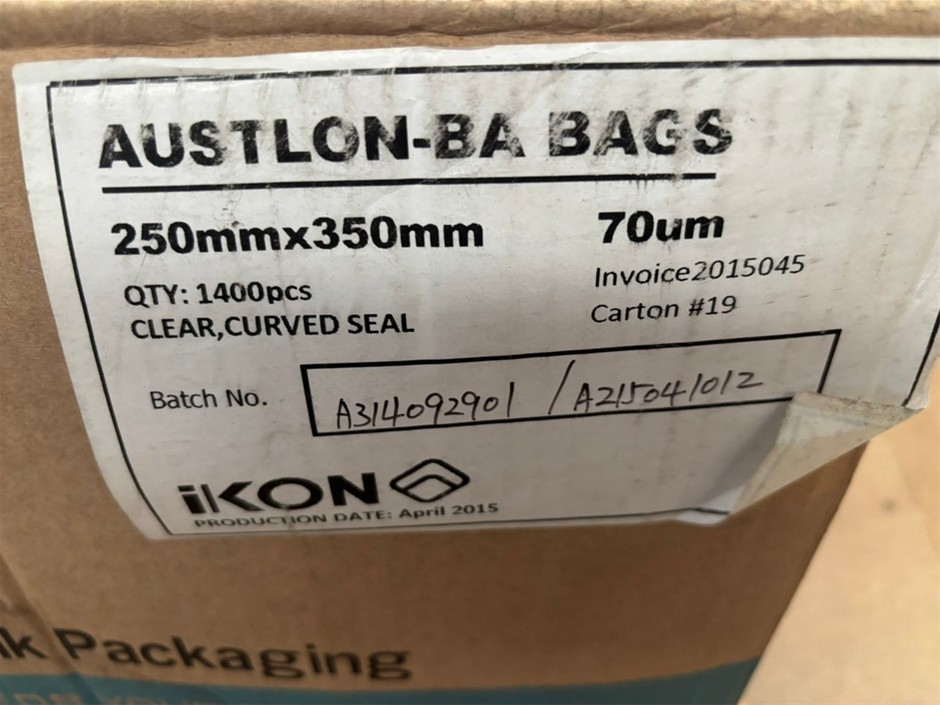 AUSTLON-BA BAGS
250mmx350mm 70um
QTY: 1400pcs Invoice2015045
CLEAR,CURVED SEAL Carton #19
Batch No. A314092901 / A215041012
iKON
PRODUCTION DATE: April 2015
Packaging